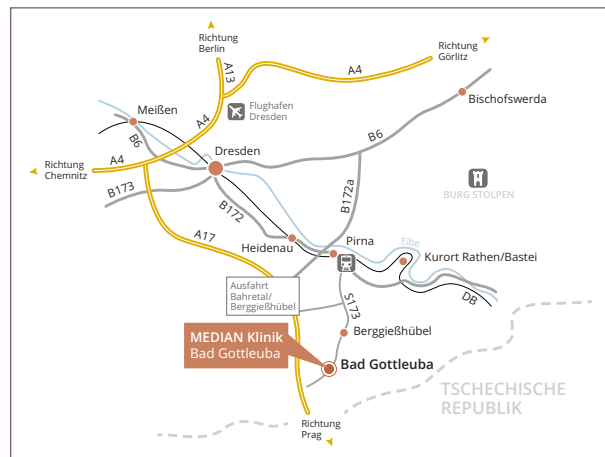 Richtung
Berlin
A13
A4
Richtung
Görlitz
Bischofswerda
Meißen
Flughafen
Dresden
A4
B6
B6
Dresden
Richtung
Chemnitz
A4
B173
B172
B172a
BURG STOLPEN
A17
Heidenau
Pirna
Elbe
Kurort Rathen/Bastei
DB
Ausfahrt
Bahretal/
Berggießhübel
S173
Berggießhübel
MEDIAN Klinik
Bad Gottleuba
Bad Gottleuba
TSCHECHISCHE
REPUBLIK
Richtung
Prag